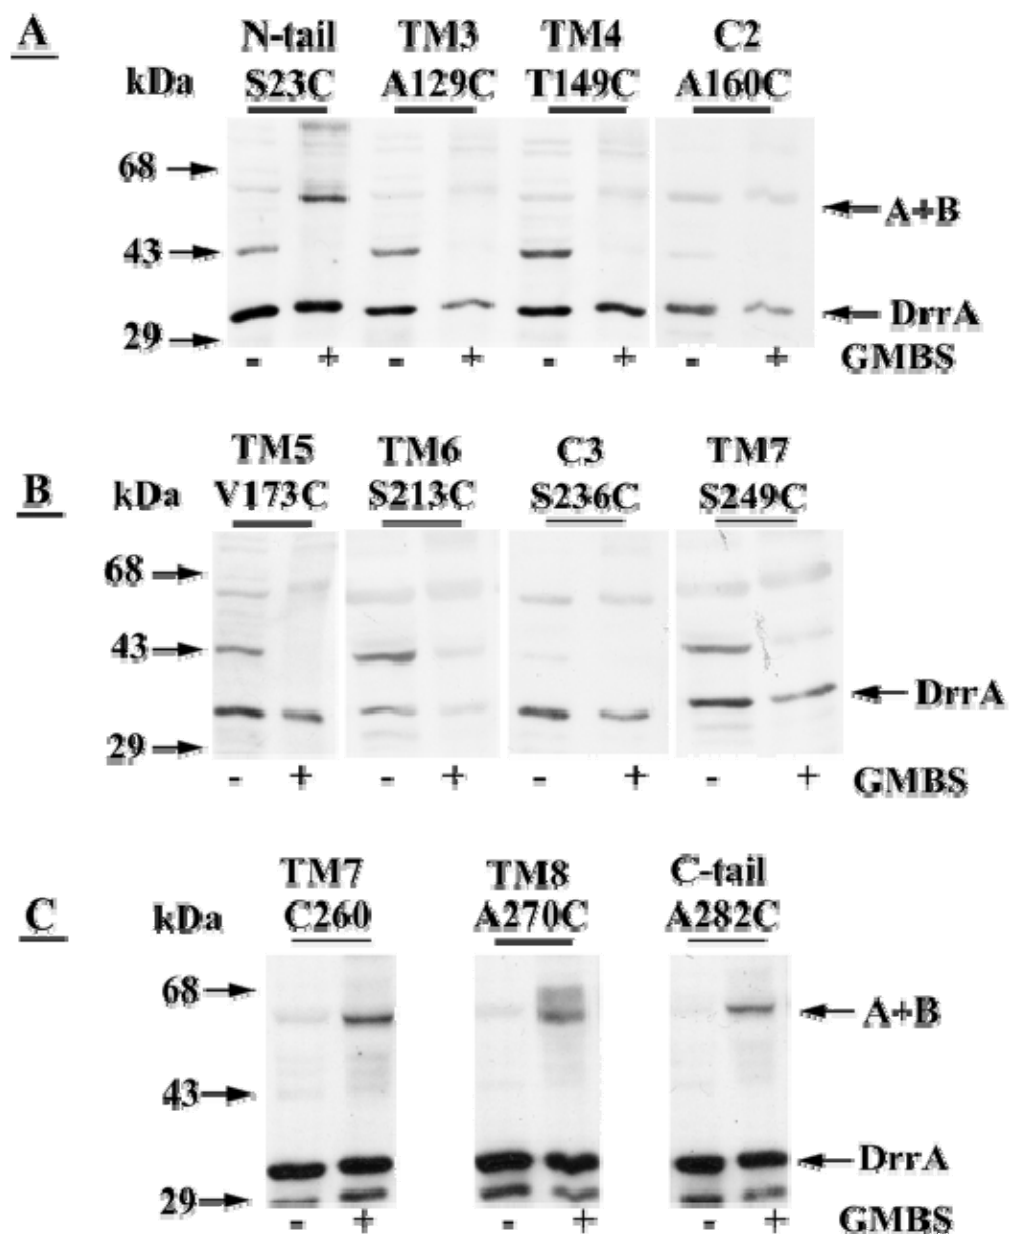 A
N-tail TM3 TM4 C2
kDa S23C A129C T149C A160C
68
A+B
43
DrrA
29
- + - + - + - + GMBS
TM5 TM6 C3 TM7
B kDa V173C S213C S236C S249C
68
43
DrrA
29
- + - + - + - + GMBS
TM7 TM8 C-tail
C kDa C260 A270C A282C
68
A+B
43
DrrA
29
- + - + - + GMBS